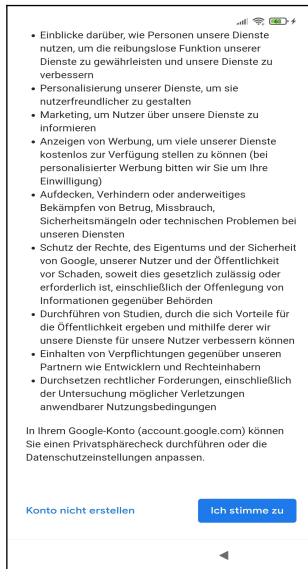 • Einblicke darüber, wie Personen unsere Dienste
nutzen, um die reibungslose Funktion unserer
Dienste zu gewährleisten und unsere Dienste zu
verbessern
• Personalisierung unserer Dienste, um sie
nutzerfreundlicher zu gestalten
• Marketing, um Nutzer über unsere Dienste zu
informieren
• Anzeigen von Werbung, um viele unserer Dienste
kostenlos zur Verfügung stellen zu können (bei
personalisierter Werbung bitten wir Sie um Ihre
Einwilligung)
• Aufdecken, Verhindern oder anderweitiges
Bekämpfen von Betrug, Missbrauch,
Sicherheitsmängeln oder technischen Problemen bei
unseren Diensten
• Schutz der Rechte, des Eigentums und der Sicherheit
von Google, unserer Nutzer und der Öffentlichkeit
vor Schaden, soweit dies gesetzlich zulässig oder
erforderlich ist, einschließlich der Offenlegung von
Informationen gegenüber Behörden
• Durchführen von Studien, durch die sich Vorteile für
die Öffentlichkeit ergeben und mithilfe derer wir
unsere Dienste für unsere Nutzer verbessern können
• Einhalten von Verpflichtungen gegenüber unseren
Partnern wie Entwicklern und Rechteinhabern
• Durchsetzen rechtlicher Forderungen, einschließlich
der Untersuchung möglicher Verletzungen
anwendbarer Nutzungsbedingungen
In Ihrem Google-Konto (account.google.com) können
Sie einen Privatsphärecheck durchführen oder die
Datenschutzeinstellungen anpassen.
Konto nicht erstellen
Ich stimme zu